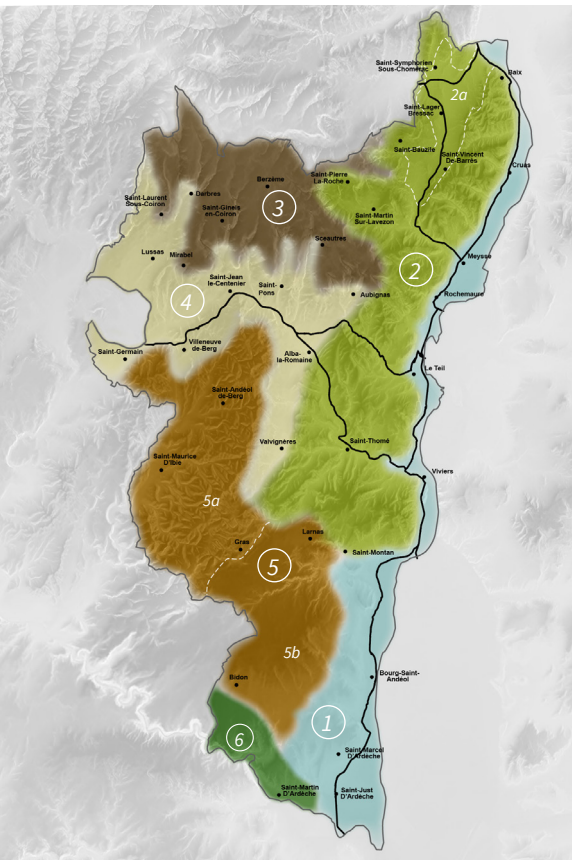 Saint-Symphorien
Sous-Chomérac
Baix
2a
Saint-Lager
Bressac
Saint-Bauzile
Saint-Vincent
De-Barrès
Cruas
Saint-Pierre
La-Roche
Berzème
Darbres
Saint-Laurent
Sous-Coiron
Saint-Gineis
en-Coiron
3
Saint-Martin
Sur-Lavezon
Sceautres
Lussas
Mirabel
Meysse
2
Saint-Jean
le-Centenier
Saint-
Pons
Aubignas
Rochemaure
4
Saint-Germain
Villeneuve
de-Berg
Alba-
la-Romaine
Le Teil
Saint-Andéol
de-Berg
Valvignères
Saint-Thomé
Saint-Maurice
D'Ibie
Viviers
5a
Gras
Larnas
Saint-Montan
5
5b
Bidon
Bourg-Saint-
Andéol
1
6
Saint-Marcel
D'Ardèche
Saint-Martin
D'Ardèche
Saint-Just
D'Ardèche